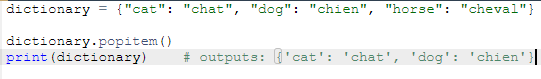 dictionary = {"cat": "chat", "dog": "chien", "horse": "cheval"}
dictionary.popitem()
print(dictionary)    # outputs: {'cat': 'chat', 'dog': 'chien'}